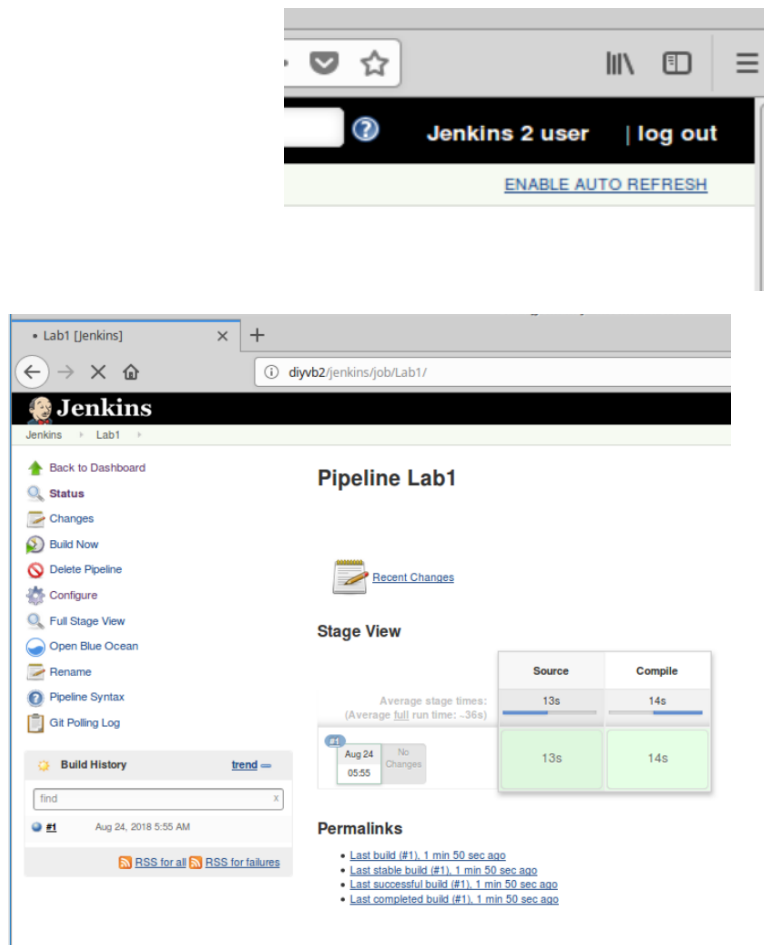 Jenkins 2 user | log out
ENABLE AUTO REFRESH
• Lab1 [Jenkins]
diyvb2/jenkins/job/Lab1/
Jenkins
Jenkins Lab1
Back to Dashboard
Status
Changes
Build Now
Delete Pipeline
Configure
Full Stage View
Open Blue Ocean
Rename
Pipeline Syntax
Git Polling Log
Build History trend
find x
#1 Aug 24, 2018 5:55 AM
RSS for all RSS for failures
Pipeline Lab1
Recent Changes
Stage View
Source Compile
Average stage times: 13s 14s
(Average full run time: ~36s)
#1
Aug 24 No
Changes
05:55
13s 14s
Permalinks
• Last build (#1), 1 min 50 sec ago
• Last stable build (#1), 1 min 50 sec ago
• Last successful build (#1), 1 min 50 sec ago
• Last completed build (#1), 1 min 50 sec ago